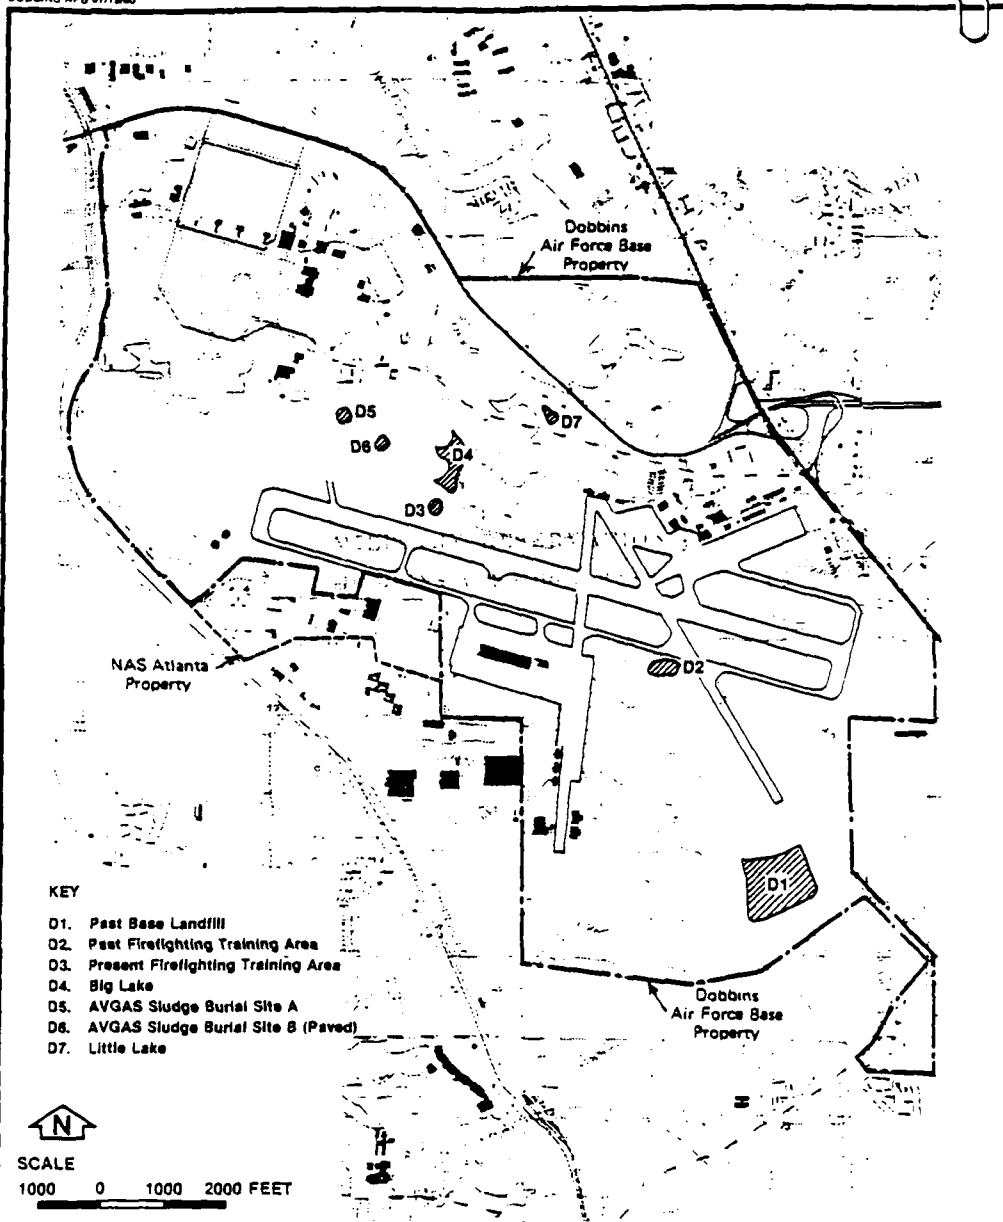 Dobbins
Air Force Base
Property
D5
D7
D6
D4
D3
NAS Atlanta
Property
D2
D1
KEY
D1. Past Base Landfill
D2. Past Firefighting Training Area
D3. Present Firefighting Training Area
D4. Big Lake
D5. AVGAS Sludge Burial Site A
D6. AVGAS Sludge Burial Site B (Paved)
D7. Little Lake
Dobbins
Air Force Base
Property
N
SCALE
1000 0 1000 2000 FEET